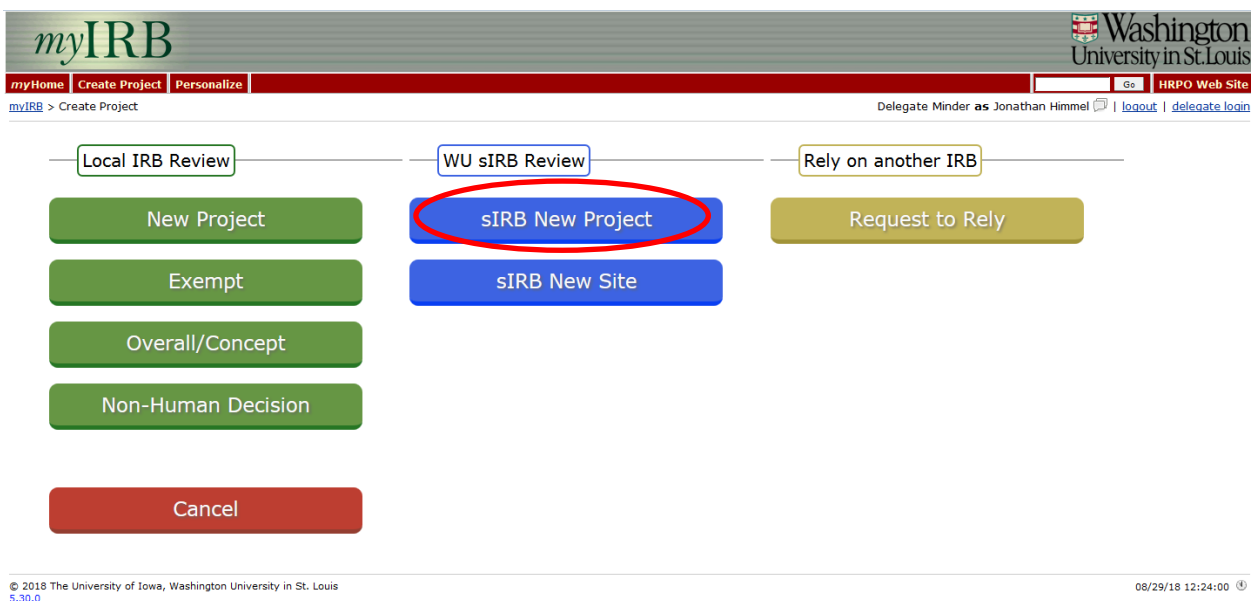 myIRB
Washington
University in St.Louis
myHome Create Project Personalize Go HRPO Web Site
myIRB > Create Project Delegate Minder as Jonathan Himmel | logout | delegate login
Local IRB Review WU sIRB Review Rely on another IRB
New Project sIRB New Project Request to Rely
Exempt sIRB New Site
Overall/Concept
Non-Human Decision
Cancel
© 2018 The University of Iowa, Washington University in St. Louis 08/29/18 12:24:00
5.30.0